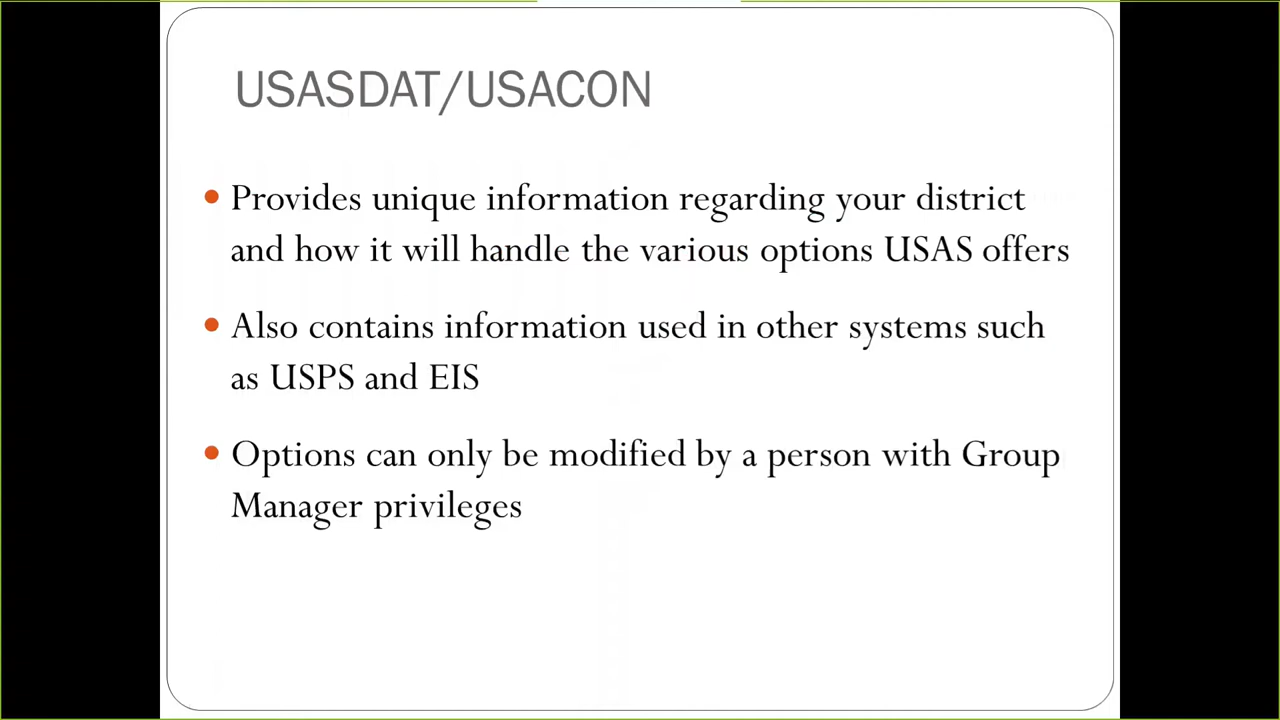 USASDAT/USACON
• Provides unique information regarding your district
and how it will handle the various options USAS offers
• Also contains information used in other systems such
as USPS and EIS
• Options can only be modified by a person with Group
Manager privileges